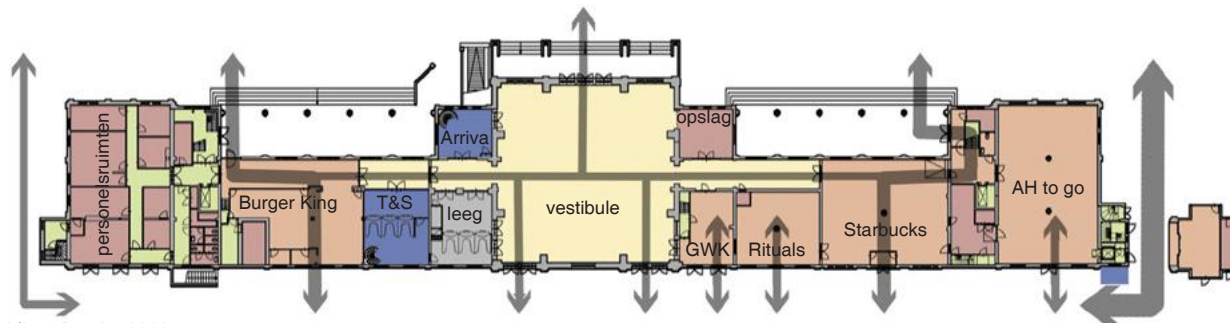 personeelsruimten
Burger King
T&S
Arriva
leeg
vestibule
opslag
GWK
Rituals
Starbucks
AH to go